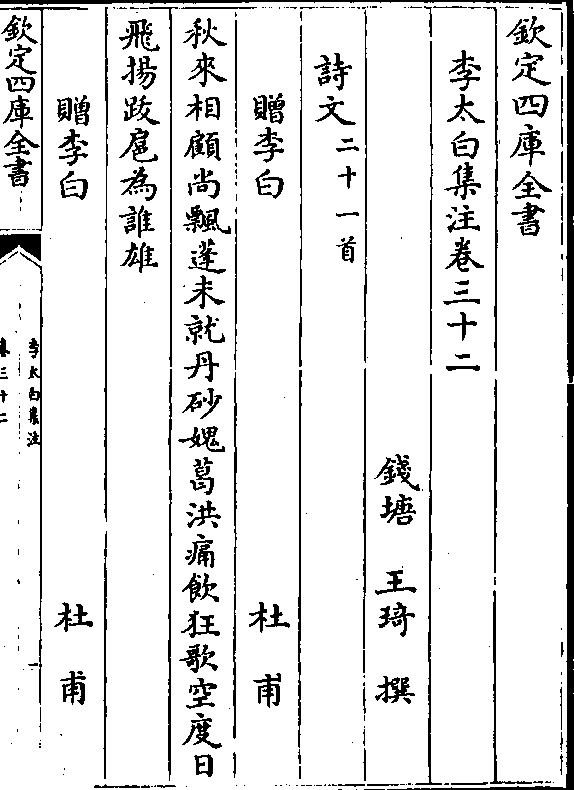 欽定四庫全書
李太白集注卷三十二
錢塘 王琦 撰
詩文二十一首
贈李白 杜甫
秋來相顧尚飄蓬未就丹砂媿葛洪痛飲狂歌空度日
飛揚跋扈為誰雄
贈李白 杜甫
欽定四庫全書
李太白集注
卷三十二
一